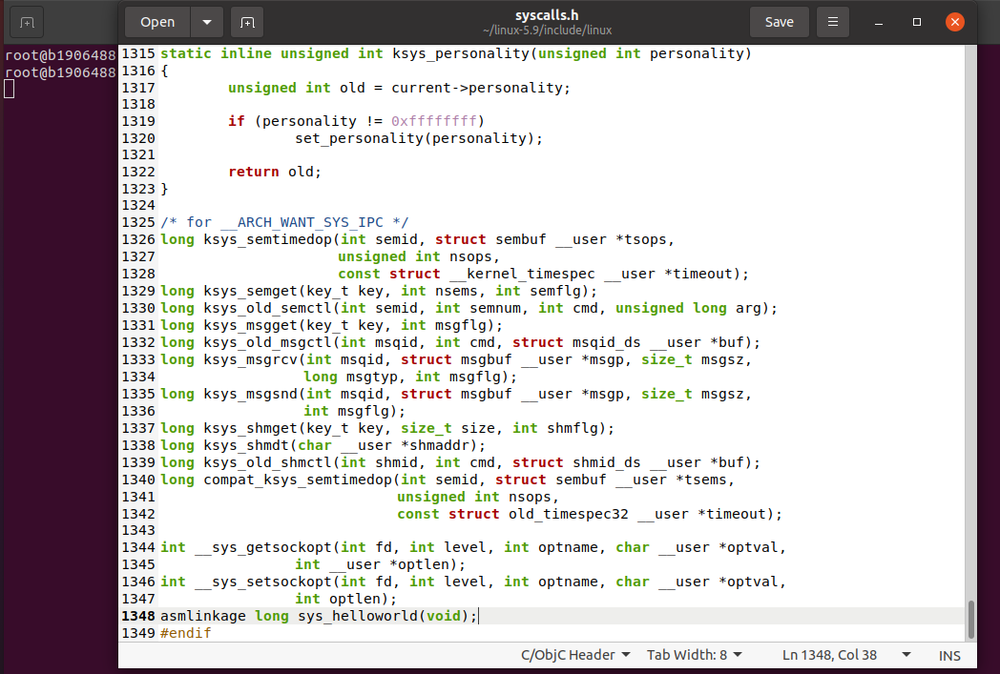 Open
syscalls.h
~/linux-5.9/include/linux
Save
root@b1906488
root@b1906488
1315 static inline unsigned int ksys_personality(unsigned int personality)
1316 {
1317         unsigned int old = current->personality;
1318
1319         if (personality != 0xffffffff)
1320                 set_personality(personality);
1321
1322         return old;
1323 }
1324
1325 /* for __ARCH_WANT_SYS_IPC */
1326 long ksys_semtimedop(int semid, struct sembuf __user *tsops,
1327                      unsigned int nsops,
1328                      const struct __kernel_timespec __user *timeout);
1329 long ksys_semget(key_t key, int nsems, int semflg);
1330 long ksys_old_semctl(int semid, int semnum, int cmd, unsigned long arg);
1331 long ksys_msgget(key_t key, int msgflg);
1332 long ksys_old_msgctl(int msqid, int cmd, struct msqid_ds __user *buf);
1333 long ksys_msgrcv(int msqid, struct msgbuf __user *msgp, size_t msgsz,
1334                  long msgtyp, int msgflg);
1335 long ksys_msgsnd(int msqid, struct msgbuf __user *msgp, size_t msgsz,
1336                  int msgflg);
1337 long ksys_shmget(key_t key, size_t size, int shmflg);
1338 long ksys_shmdt(char __user *shmaddr);
1339 long ksys_old_shmctl(int shmid, int cmd, struct shmid_ds __user *buf);
1340 long compat_ksys_semtimedop(int semid, struct sembuf __user *tsems,
1341                             unsigned int nsops,
1342                             const struct old_timespec32 __user *timeout);
1343
1344 int __sys_getsockopt(int fd, int level, int optname, char __user *optval,
1345                 int __user *optlen);
1346 int __sys_setsockopt(int fd, int level, int optname, char __user *optval,
1347                 int optlen);
1348 asmlinkage long sys_helloworld(void);
1349 #endif
C/ObjC Header Tab Width: 8 Ln 1348, Col 38 INS